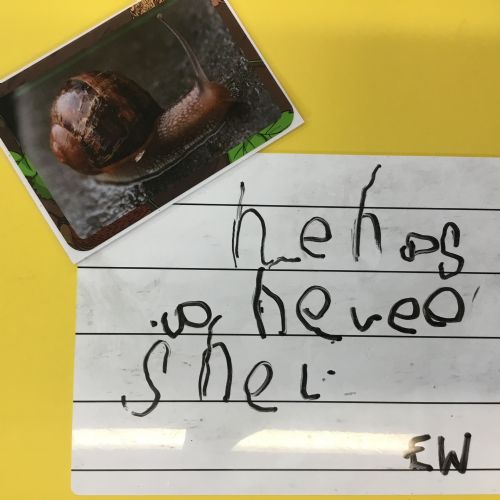 he has
a heveo
shel.
EW